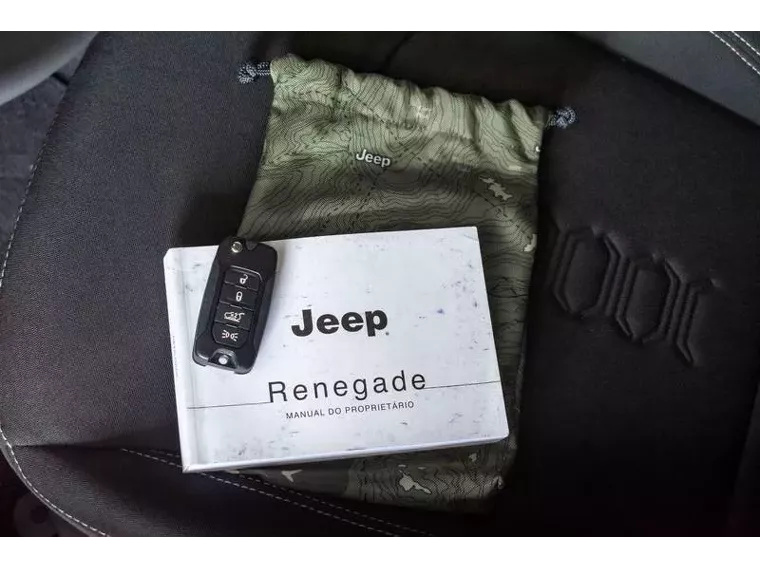 Jeep
Jeep
Renegade
MANUAL DO PROPRIETÁRIO